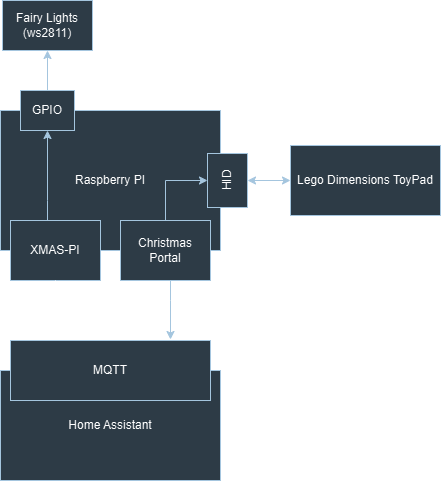 Fairy Lights
(ws2811)
GPIO
Raspberry PI
HID
Lego Dimensions ToyPad
XMAS-PI
Christmas
Portal
MQTT
Home Assistant